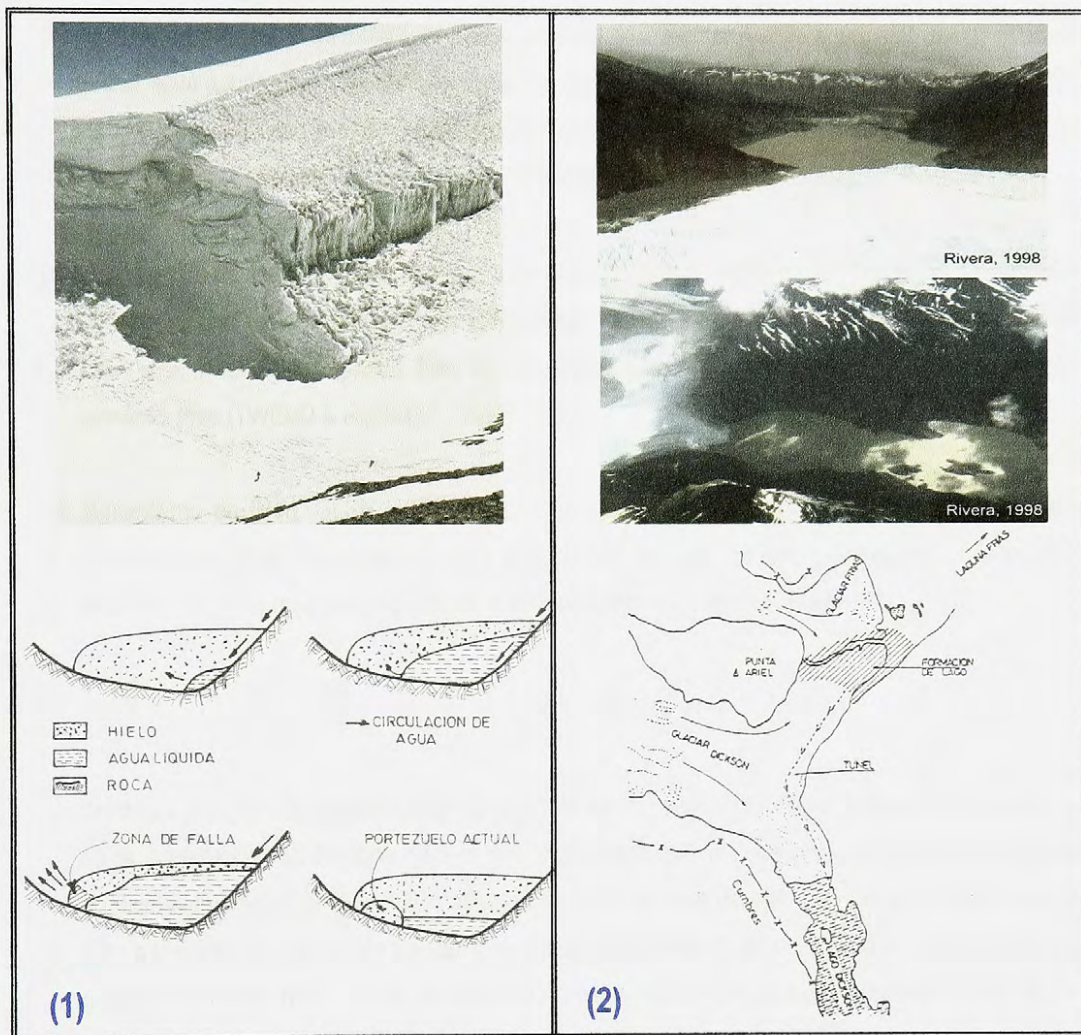 HIELO
AGUA LIQUIDA
ROCA
CIRCULACION DE
AGUA
ZONA DE FALLA
PORTEZUELO ACTUAL
(1)
Rivera, 1998
Rivera, 1998
LAGUNA FRIAS
GLACIAR FRIAS
PUNTA
ARIEL
FORMACION
DE LAGO
GLACIAR DICKSON
TUNEL
Cumbres
LAGO DICKSON
(2)